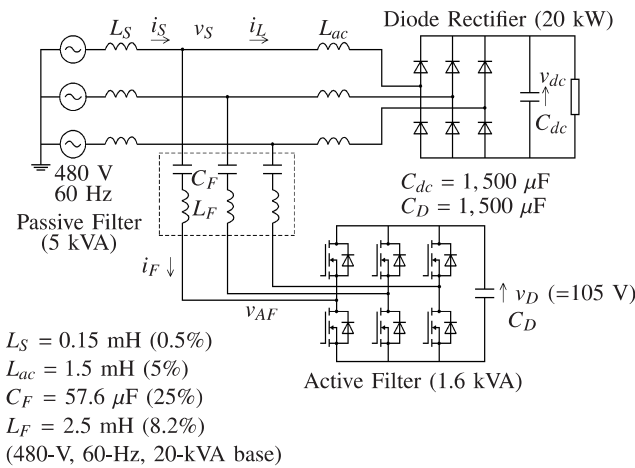 Diode Rectifier (20 kW)
L_S i_S v_S i_L L_ac
v_dc
C_dc
480 V
60 Hz
C_F
L_F
Passive Filter
(5 kVA)
C_dc = 1,500 μF
C_D = 1,500 μF
i_F
v_AF
v_D (=105 V)
C_D
Active Filter (1.6 kVA)
L_S = 0.15 mH (0.5%)
L_ac = 1.5 mH (5%)
C_F = 57.6 μF (25%)
L_F = 2.5 mH (8.2%)
(480-V, 60-Hz, 20-kVA base)